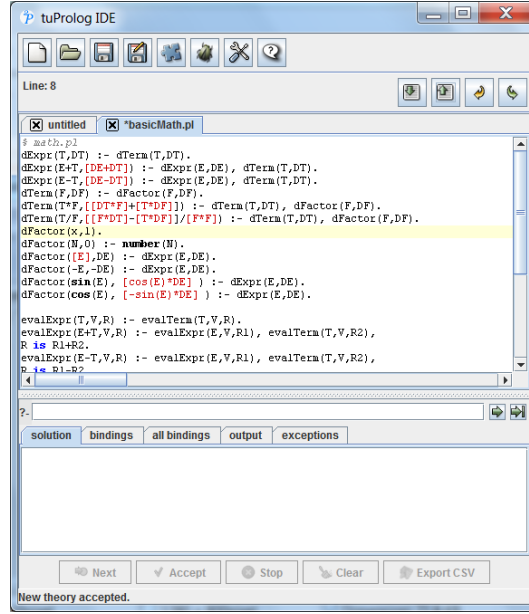 tuProlog IDE
Line: 8
untitled *basicMath.pl
% math.pl
dExpr(T,DT) :- dTerm(T,DT).
dExpr(E+T,[DE+DT]) :- dExpr(E,DE), dTerm(T,DT).
dExpr(E-T,[DE-DT]) :- dExpr(E,DE), dTerm(T,DT).
dTerm(F,DF) :- dFactor(F,DF).
dTerm(T*F,[[DT*F]+[T*DF]]) :- dTerm(T,DT), dFactor(F,DF).
dTerm(T/F,[[F*DT]-[T*DF]]/[F*F]) :- dTerm(T,DT), dFactor(F,DF).
dFactor(x,1).
dFactor(N,0) :- number(N).
dFactor([E],DE) :- dExpr(E,DE).
dFactor(-E,-DE) :- dExpr(E,DE).
dFactor(sin(E), [cos(E)*DE] ) :- dExpr(E,DE).
dFactor(cos(E), [-sin(E)*DE] ) :- dExpr(E,DE).
evalExpr(T,V,R) :- evalTerm(T,V,R).
evalExpr(E+T,V,R) :- evalExpr(E,V,R1), evalTerm(T,V,R2),
R is R1+R2.
evalExpr(E-T,V,R) :- evalExpr(E,V,R1), evalTerm(T,V,R2),
R is R1-R2.
?-
solution bindings all bindings output exceptions
Next Accept Stop Clear Export CSV
New theory accepted.